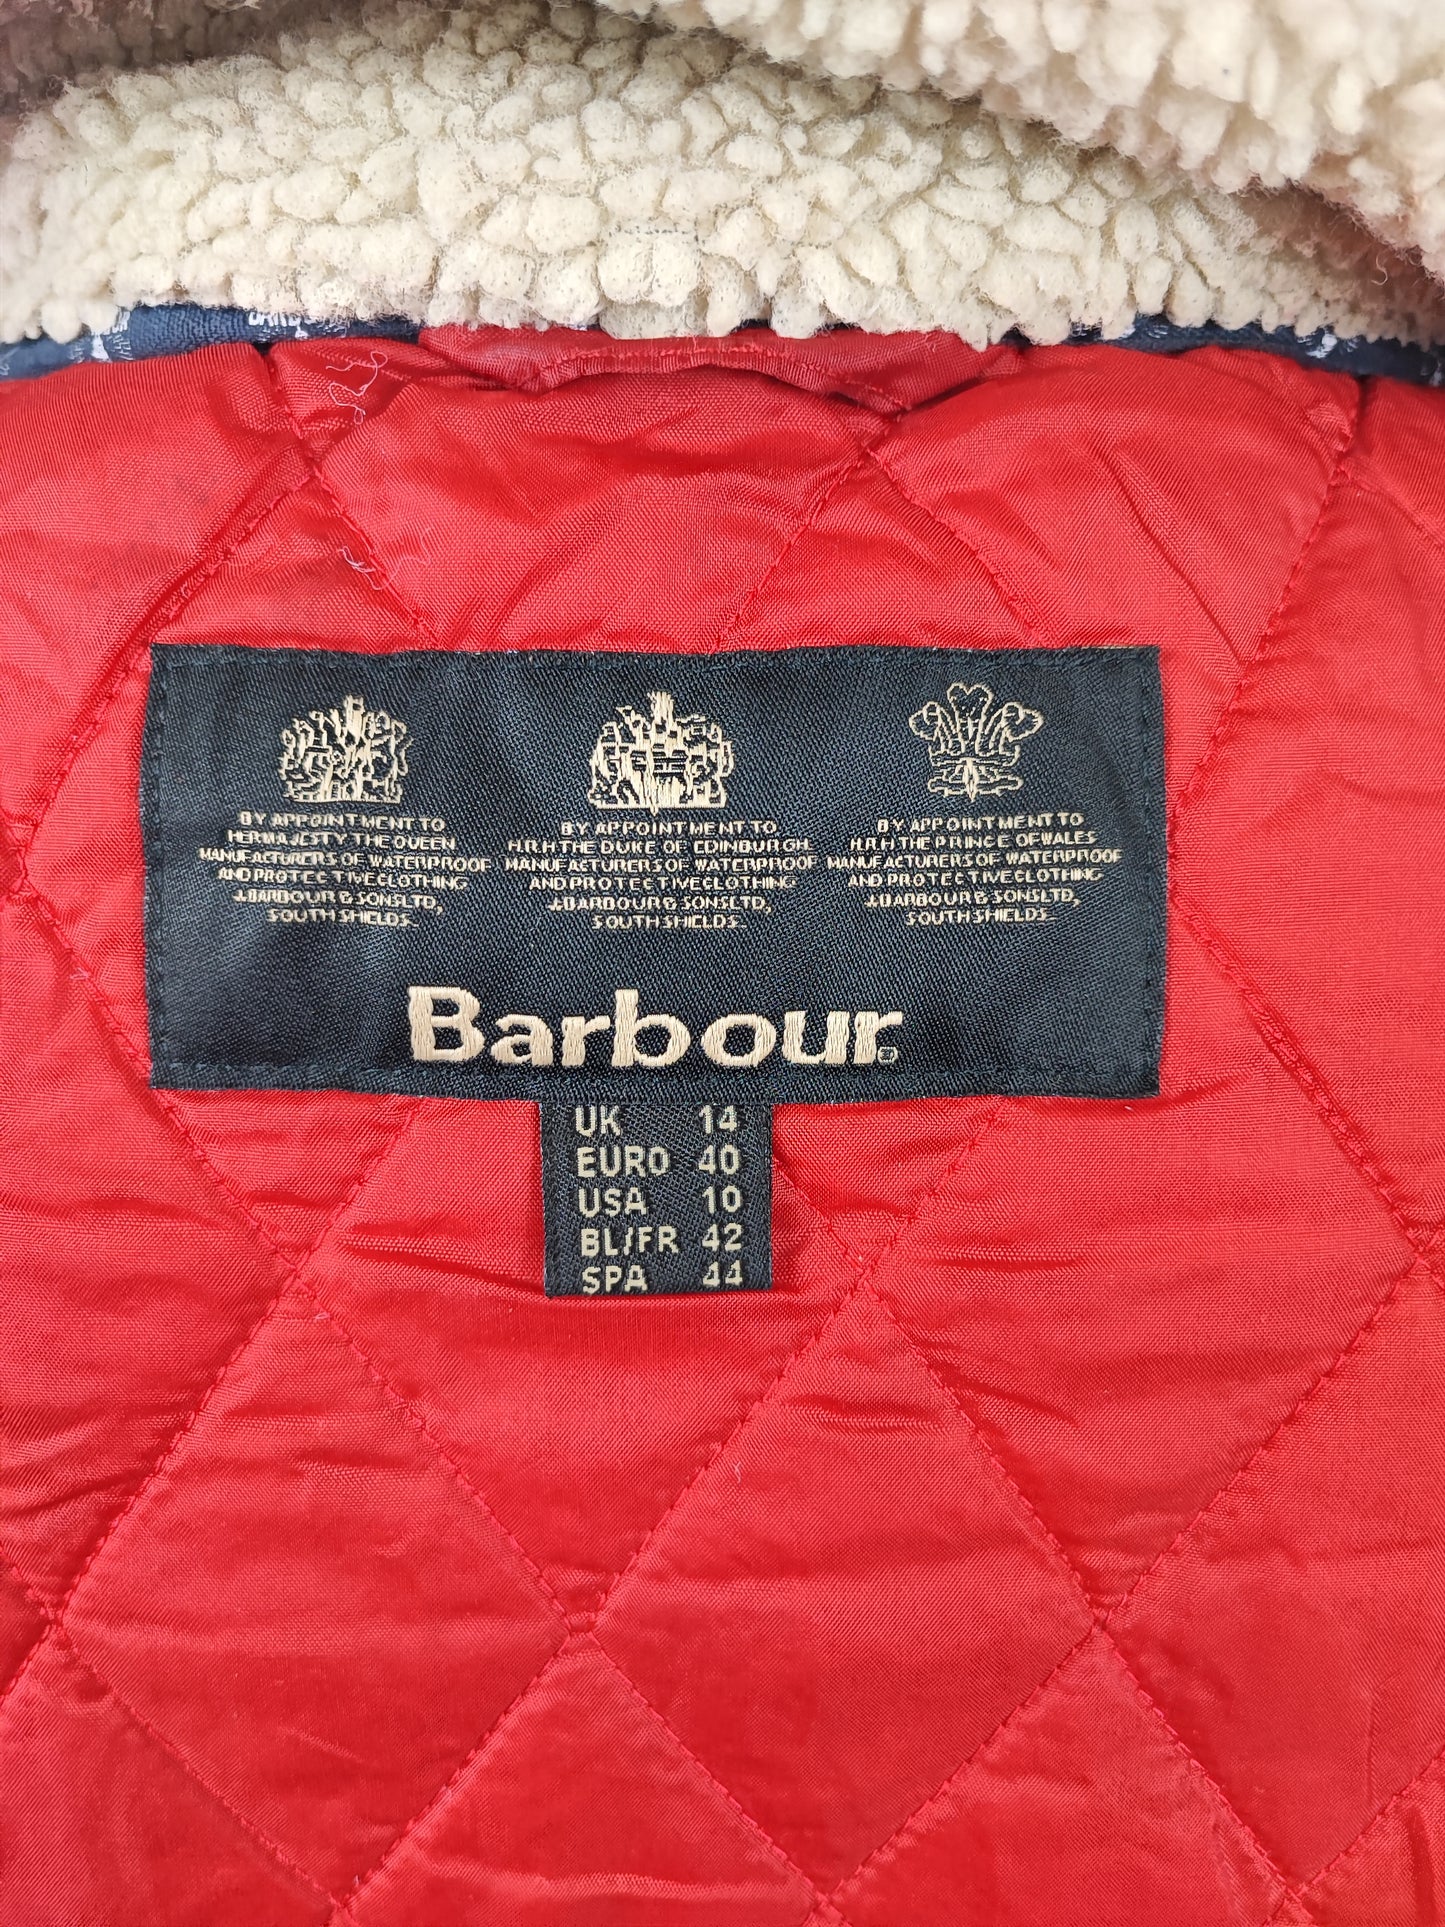 BY APPOINTMENT TO
HER MAJESTY THE QUEEN
MANUFACTURERS OF WATERPROOF
AND PROTECTIVE CLOTHING
J.BARBOUR & SONS LTD,
SOUTH SHIELDS.
BY APPOINTMENT TO
H.R.H THE DUKE OF EDINBURGH
MANUFACTURERS OF WATERPROOF
AND PROTECTIVE CLOTHING
J.BARBOUR & SONS LTD,
SOUTH SHIELDS.
BY APPOINTMENT TO
H.R.H THE PRINCE OF WALES
MANUFACTURERS OF WATERPROOF
AND PROTECTIVE CLOTHING
J.BARBOUR & SONS LTD,
SOUTH SHIELDS.
Barbour®
UK 14
EURO 40
USA 10
BL/FR 42
SPA 44